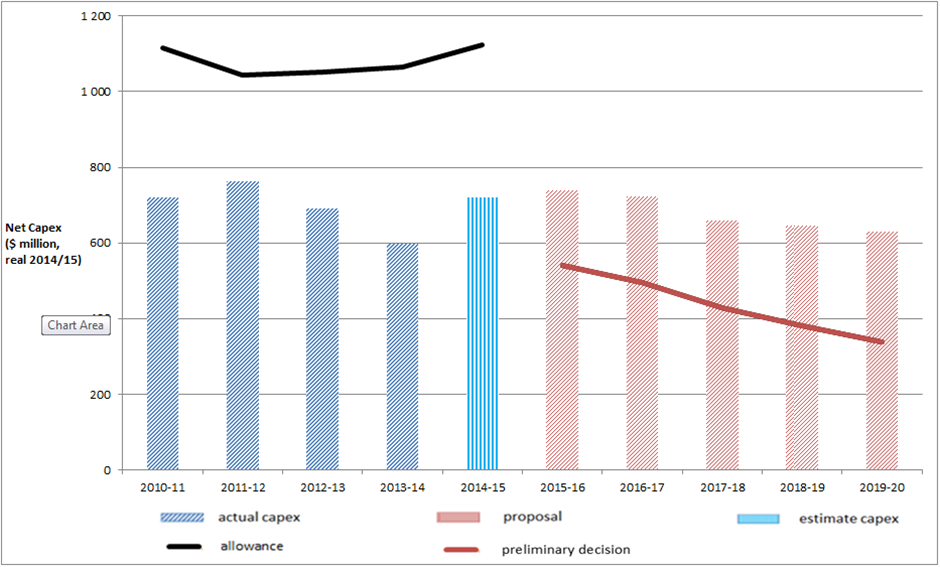 1 200
1 000
800
Net Capex
($ million,
real 2014/15)
600
Chart Area
200
0
2010-11 2011-12 2012-13 2013-14 2014-15 2015-16 2016-17 2017-18 2018-19 2019-20
actual capex proposal estimate capex
allowance preliminary decision